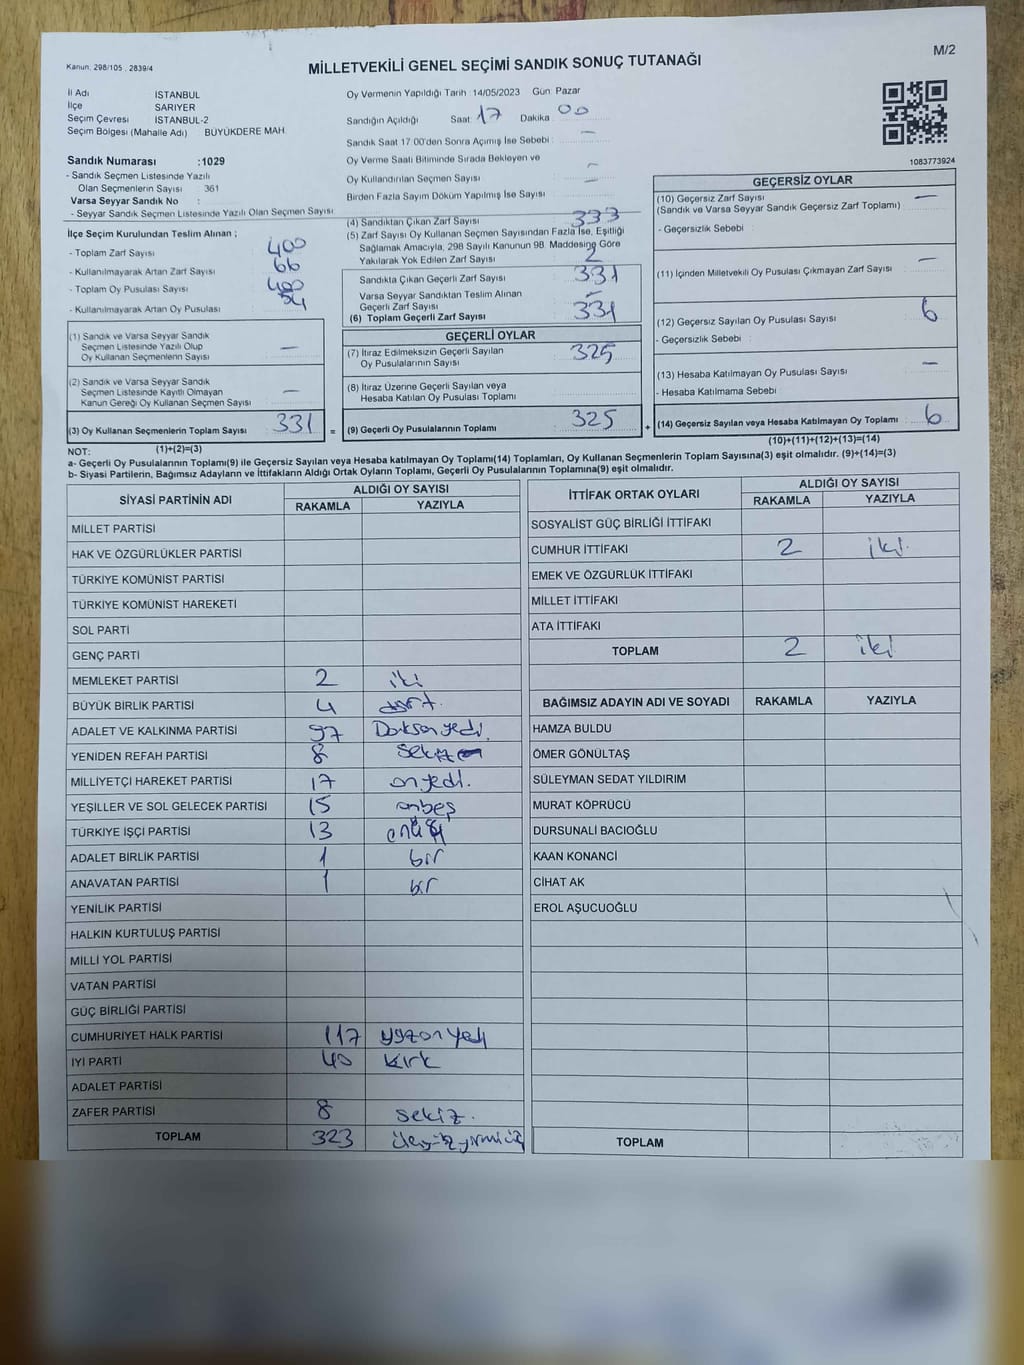 M/2
Kanun: 298/105 , 2839/4
MİLLETVEKİLİ GENEL SEÇİMİ SANDIK SONUÇ TUTANAĞI
İl Adı İSTANBUL
İlçe SARIYER
Seçim Çevresi İSTANBUL-2
Seçim Bölgesi (Mahalle Adı) BÜYÜKDERE MAH.
Sandık Numarası :1029
- Sandık Seçmen Listesinde Yazılı
Olan Seçmenlerin Sayısı : 361
Varsa Seyyar Sandık No :
- Seyyar Sandık Seçmen Listesinde Yazılı Olan Seçmen Sayısı
İlçe Seçim Kurulundan Teslim Alınan ;
- Toplam Zarf Sayısı 400
- Kullanılmayarak Artan Zarf Sayısı 66
- Toplam Oy Pusulası Sayısı 400
- Kullanılmayarak Artan Oy Pusulası
Oy Vermenin Yapıldığı Tarih : 14/05/2023 Gün: Pazar
Sandığın Açıldığı Saat: 17 Dakika: 00
Sandık Saat 17:00'den Sonra Açılmış İse Sebebi : —
Oy Verme Saati Bitiminde Sırada Bekleyen ve
Oy Kullandırılan Seçmen Sayısı —
Birden Fazla Sayım Döküm Yapılmış İse Sayısı —
(4) Sandıktan Çıkan Zarf Sayısı 333
(5) Zarf Sayısı Oy Kullanan Seçmen Sayısından Fazla İse, Eşitliği
Sağlamak Amacıyla, 298 Sayılı Kanunun 98. Maddesine Göre
Yakılarak Yok Edilen Zarf Sayısı 2
Sandıkta Çıkan Geçerli Zarf Sayısı 331
Varsa Seyyar Sandıktan Teslim Alınan
Geçerli Zarf Sayısı —
(6) Toplam Geçerli Zarf Sayısı 331
1083773924
GEÇERSİZ OYLAR
(10) Geçersiz Zarf Sayısı —
(Sandık ve Varsa Seyyar Sandık Geçersiz Zarf Toplamı)
- Geçersizlik Sebebi :
(11) İçinden Milletvekili Oy Pusulası Çıkmayan Zarf Sayısı —
(12) Geçersiz Sayılan Oy Pusulası Sayısı 6
- Geçersizlik Sebebi :
(13) Hesaba Katılmayan Oy Pusulası Sayısı —
- Hesaba Katılmama Sebebi :
(14) Geçersiz Sayılan veya Hesaba Katılmayan Oy Toplamı 6
(10)+(11)+(12)+(13)=(14)
(1) Sandık ve Varsa Seyyar Sandık
Seçmen Listesinde Yazılı Olup
Oy Kullanan Seçmenlerin Sayısı —
(2) Sandık ve Varsa Seyyar Sandık
Seçmen Listesinde Kayıtlı Olmayan
Kanun Gereği Oy Kullanan Seçmen Sayısı —
(3) Oy Kullanan Seçmenlerin Toplam Sayısı 331 =
(1)+(2)=(3)
GEÇERLİ OYLAR
(7) İtiraz Edilmeksizin Geçerli Sayılan
Oy Pusulalarının Sayısı 325
(8) İtiraz Üzerine Geçerli Sayılan veya
Hesaba Katılan Oy Pusulası Toplamı
(9) Geçerli Oy Pusulalarının Toplamı 325 +
NOT:
a- Geçerli Oy Pusulalarının Toplamı(9) ile Geçersiz Sayılan veya Hesaba katılmayan Oy Toplamı(14) Toplamları, Oy Kullanan Seçmenlerin Toplam Sayısına(3) eşit olmalıdır. (9)+(14)=(3)
b- Siyasi Partilerin, Bağımsız Adayların ve İttifakların Aldığı Ortak Oyların Toplamı, Geçerli Oy Pusulalarının Toplamına(9) eşit olmalıdır.
SİYASİ PARTİNİN ADI ALDIĞI OY SAYISI
RAKAMLA YAZIYLA
MİLLET PARTİSİ
HAK VE ÖZGÜRLÜKLER PARTİSİ
TÜRKİYE KOMÜNİST PARTİSİ
TÜRKİYE KOMÜNİST HAREKETİ
SOL PARTİ
GENÇ PARTİ
MEMLEKET PARTİSİ 2 iki
BÜYÜK BİRLİK PARTİSİ 4 dört.
ADALET VE KALKINMA PARTİSİ 97 Doksan yedi.
YENİDEN REFAH PARTİSİ 8 sekiz
MİLLİYETÇİ HAREKET PARTİSİ 17 onyedi.
YEŞİLLER VE SOL GELECEK PARTİSİ 15 onbeş
TÜRKİYE İŞÇİ PARTİSİ 13 onüç
ADALET BİRLİK PARTİSİ 1 bir
ANAVATAN PARTİSİ 1 bir
YENİLİK PARTİSİ
HALKIN KURTULUŞ PARTİSİ
MİLLİ YOL PARTİSİ
VATAN PARTİSİ
GÜÇ BİRLİĞİ PARTİSİ
CUMHURİYET HALK PARTİSİ 117 yüzonyedi
İYİ PARTİ 40 kırk
ADALET PARTİSİ
ZAFER PARTİSİ 8 sekiz.
TOPLAM 323 üçyüzyirmiüç
İTTİFAK ORTAK OYLARI ALDIĞI OY SAYISI
RAKAMLA YAZIYLA
SOSYALİST GÜÇ BİRLİĞİ İTTİFAKI
CUMHUR İTTİFAKI 2 iki.
EMEK VE ÖZGÜRLÜK İTTİFAKI
MİLLET İTTİFAKI
ATA İTTİFAKI
TOPLAM 2 iki
BAĞIMSIZ ADAYIN ADI VE SOYADI RAKAMLA YAZIYLA
HAMZA BULDU
ÖMER GÖNÜLTAŞ
SÜLEYMAN SEDAT YILDIRIM
MURAT KÖPRÜCÜ
DURSUNALİ BACIOĞLU
KAAN KONANCİ
CİHAT AK
EROL AŞUCUOĞLU
TOPLAM